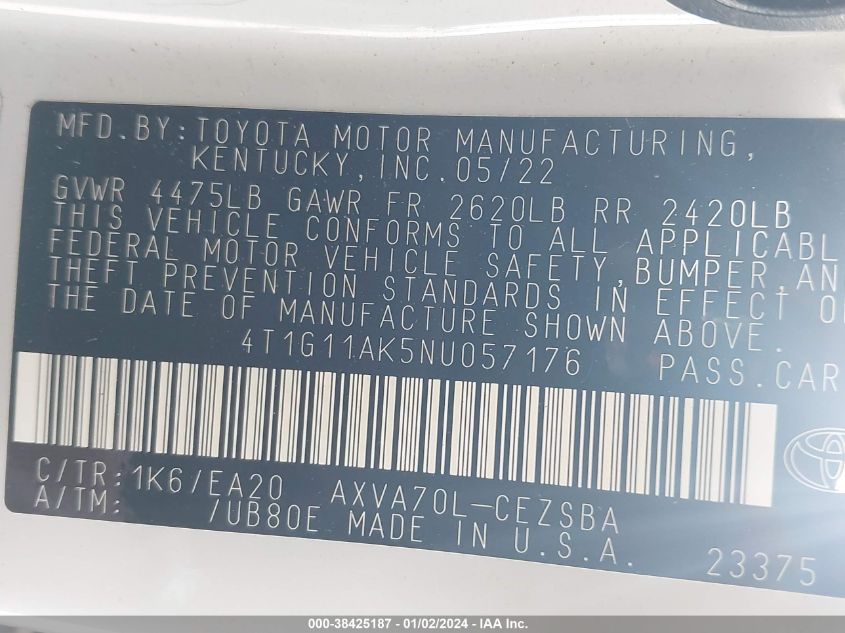 MFD. BY: TOYOTA MOTOR MANUFACTURING,
KENTUCKY, INC. 05/22
GVWR 4475LB GAWR FR 2620LB RR 2420LB
THIS VEHICLE CONFORMS TO ALL APPLICABL
FEDERAL MOTOR VEHICLE SAFETY, BUMPER, AN
THEFT PREVENTION STANDARDS IN EFFECT O
THE DATE OF MANUFACTURE SHOWN ABOVE.
4T1G11AK5NU057176 PASS. CAR
C/TR: 1K6/EA20 AXVA70L-CEZSBA
A/TM: /UB80E MADE IN U.S.A. 23375
000-38425187 - 01/02/2024 - IAA Inc.